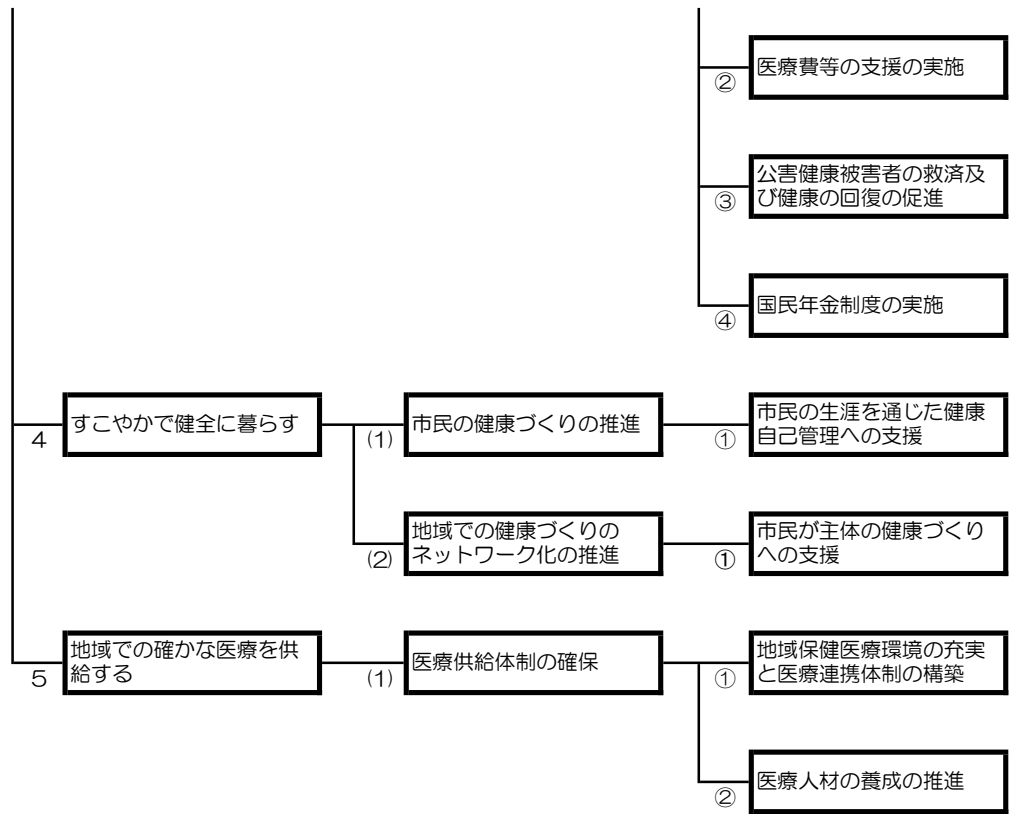 ② 医療費等の支援の実施
③ 公害健康被害者の救済及
び健康の回復の促進
④ 国民年金制度の実施
4 すこやかで健全に暮らす
(1) 市民の健康づくりの推進
① 市民の生涯を通じた健康
自己管理への支援
(2) 地域での健康づくりの
ネットワーク化の推進
① 市民が主体の健康づくり
への支援
5 地域での確かな医療を供
給する
(1) 医療供給体制の確保
① 地域保健医療環境の充実
と医療連携体制の構築
② 医療人材の養成の推進